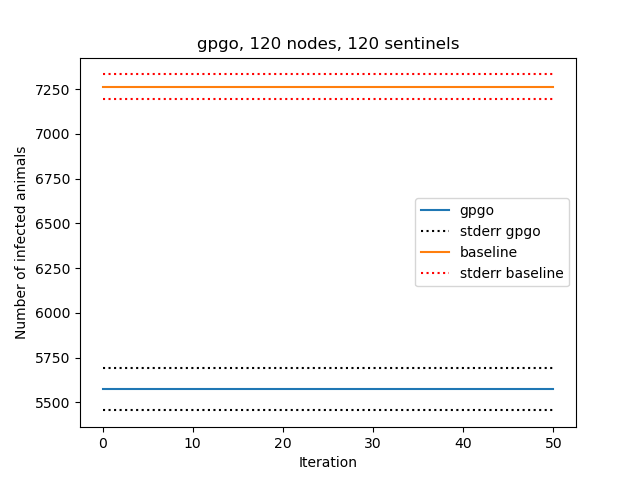 gpgo, 120 nodes, 120 sentinels
Number of infected animals
7250
7000
6750
6500
6250
6000
5750
5500
gpgo
stderr gpgo
baseline
stderr baseline
0 10 20 30 40 50
Iteration